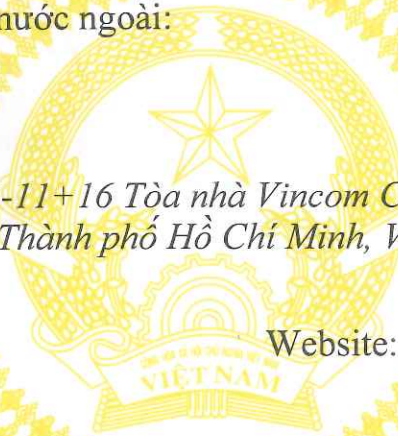 nước ngoài:
-11+16 Tòa nhà Vincom C
Thành phố Hồ Chí Minh, V
Website:
VIỆT NAM